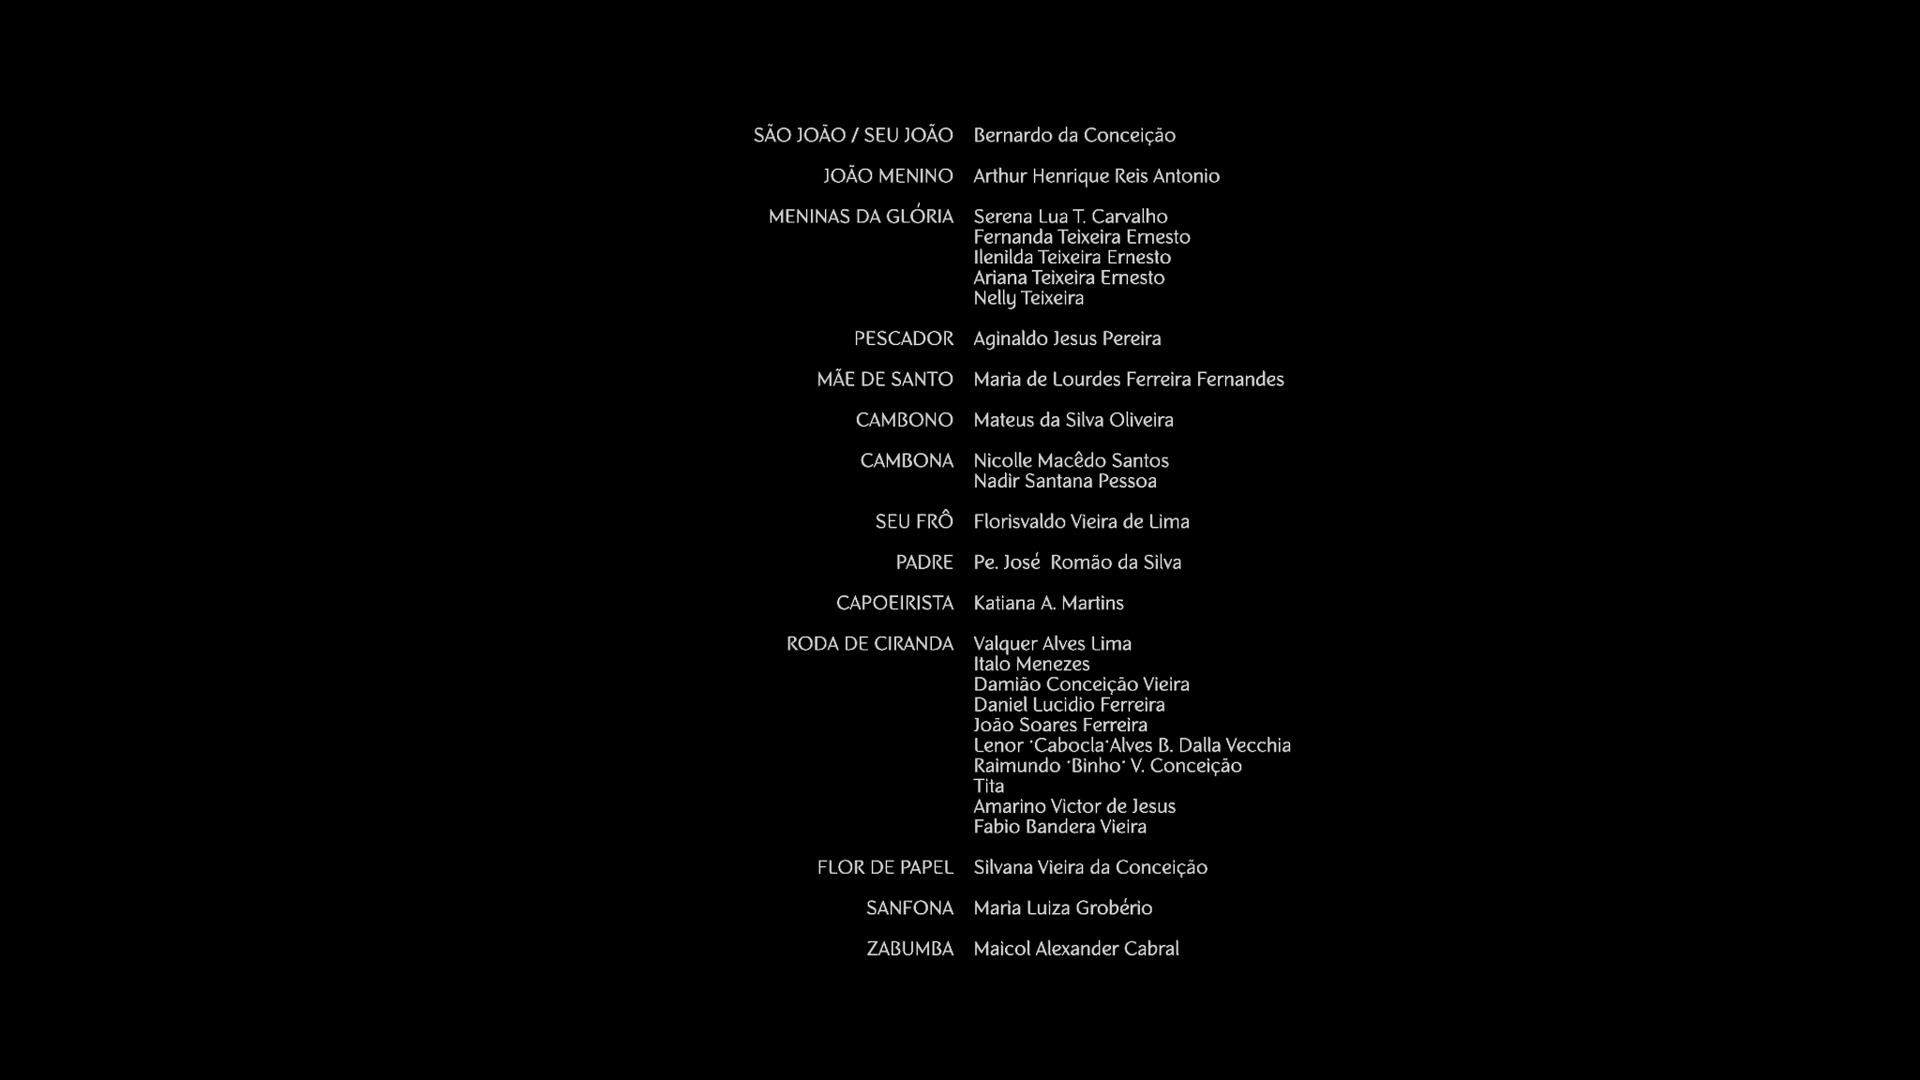 SÃO JOÃO / SEU JOÃO Bernardo da Conceição
JOÃO MENINO Arthur Henrique Reis Antonio
MENINAS DA GLÓRIA Serena Lua T. Carvalho
Fernanda Teixeira Ernesto
Ilenilda Teixeira Ernesto
Ariana Teixeira Ernesto
Nelly Teixeira
PESCADOR Aginaldo Jesus Pereira
MÃE DE SANTO Maria de Lourdes Ferreira Fernandes
CAMBONO Mateus da Silva Oliveira
CAMBONA Nicolle Macêdo Santos
Nadir Santana Pessoa
SEU FRÔ Florisvaldo Vieira de Lima
PADRE Pe. José  Romão da Silva
CAPOEIRISTA Katiana A. Martins
RODA DE CIRANDA Valquer Alves Lima
Italo Menezes
Damião Conceição Vieira
Daniel Lucidio Ferreira
João Soares Ferreira
Lenor "Cabocla"Alves B. Dalla Vecchia
Raimundo "Binho" V. Conceição
Tita
Amarino Victor de Jesus
Fabio Bandera Vieira
FLOR DE PAPEL Silvana Vieira da Conceição
SANFONA Maria Luiza Grobério
ZABUMBA Maicol Alexander Cabral